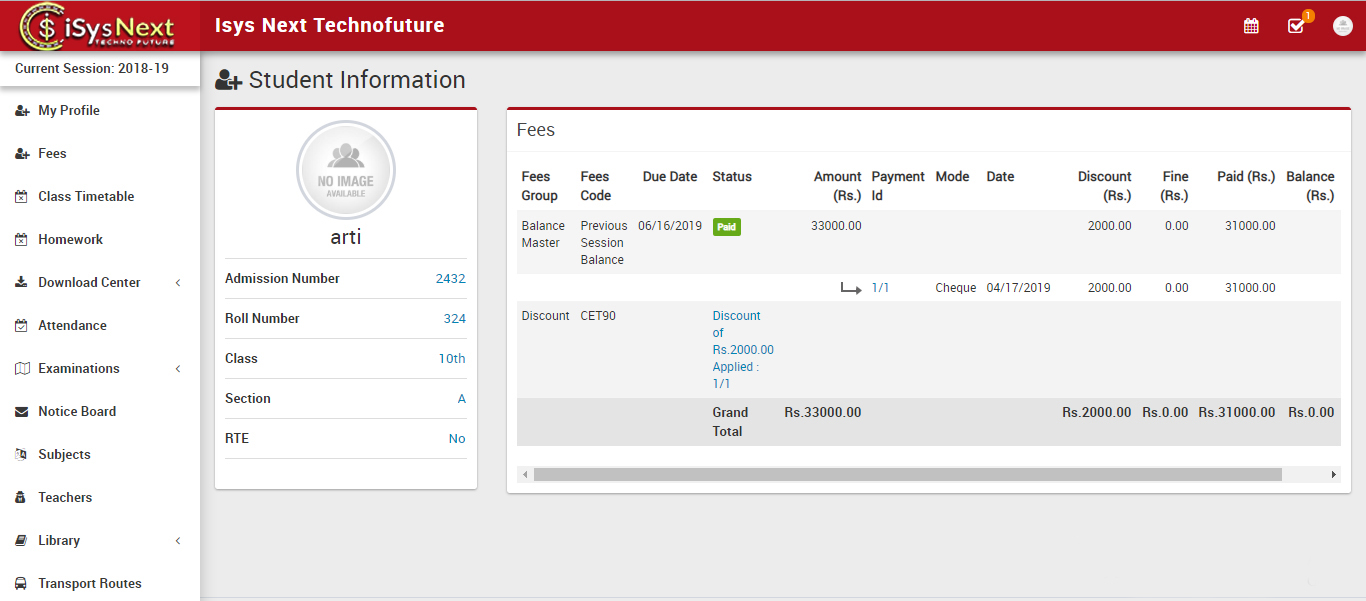 iSysNext
TECHNO FUTURE
Isys Next Technofuture
1
Current Session: 2018-19
My Profile
Fees
Class Timetable
Homework
Download Center
Attendance
Examinations
Notice Board
Subjects
Teachers
Library
Transport Routes
Student Information
NO IMAGE
AVAILABLE
arti
Admission Number 2432
Roll Number 324
Class 10th
Section A
RTE No
Fees
Fees Fees Due Date Status Amount Payment Mode Date Discount Fine Paid (Rs.) Balance
Group Code (Rs.) Id (Rs.) (Rs.) (Rs.)
Balance Previous 06/16/2019 Paid 33000.00 2000.00 0.00 31000.00
Master Session
Balance
1/1 Cheque 04/17/2019 2000.00 0.00 31000.00
Discount CET90 Discount
of
Rs.2000.00
Applied :
1/1
Grand Rs.33000.00 Rs.2000.00 Rs.0.00 Rs.31000.00 Rs.0.00
Total